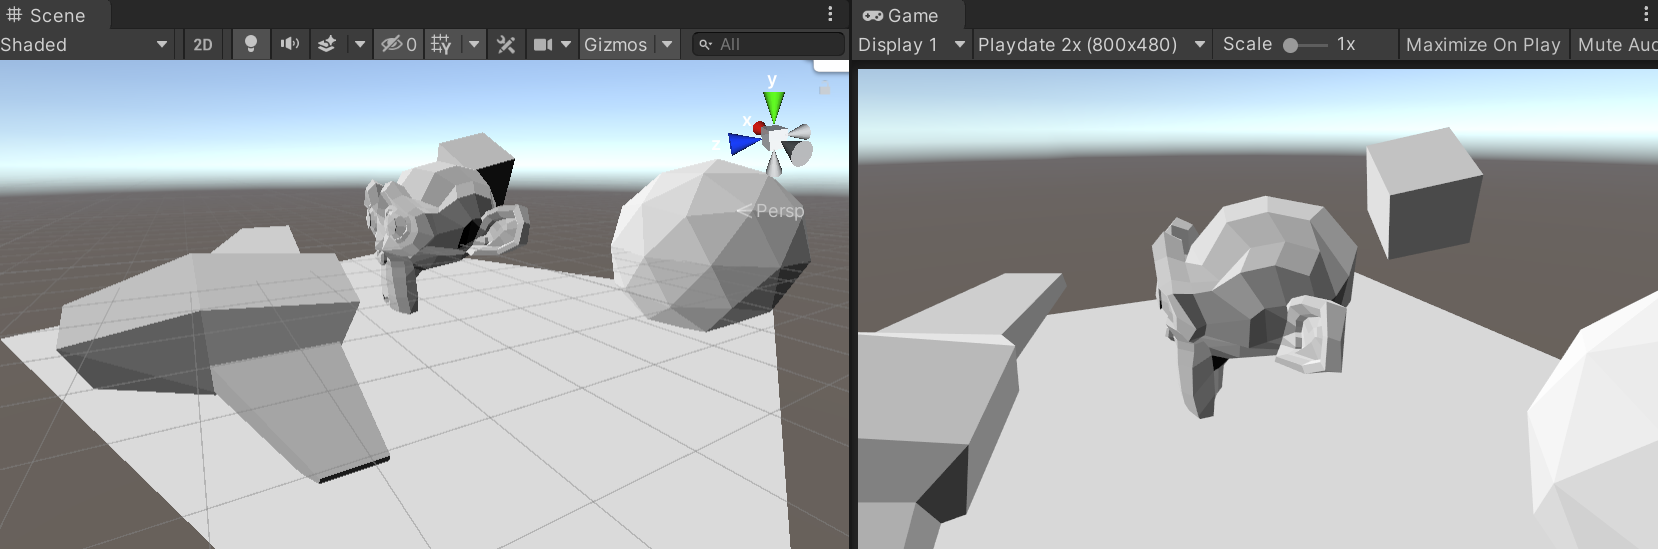 Scene
Shaded 2D 0 Gizmos All
y
x
z
Persp
Game
Display 1 Playdate 2x (800x480) Scale 1x Maximize On Play Mute Auc